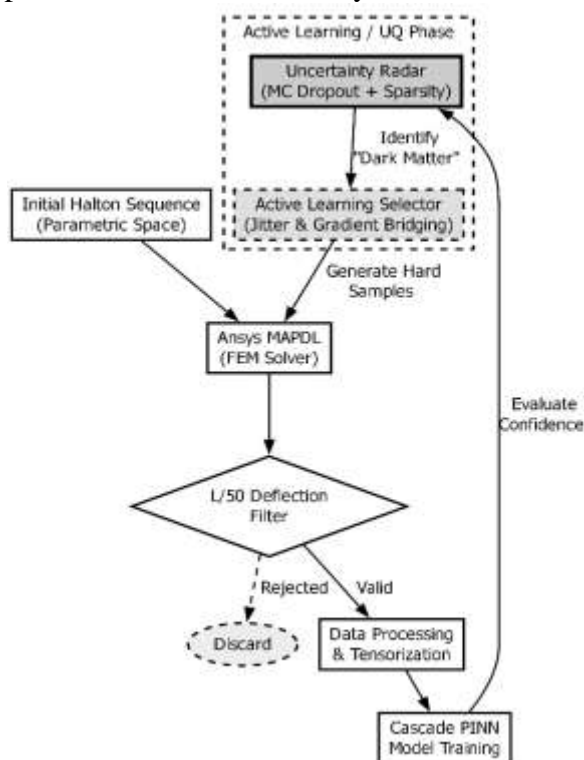 Active Learning / UQ Phase
Uncertainty Radar
(MC Dropout + Sparsity)
Identify
"Dark Matter"
Initial Halton Sequence
(Parametric Space)
Active Learning Selector
(Jitter & Gradient Bridging)
Generate Hard
Samples
Ansys MAPDL
(FEM Solver)
Evaluate
Confidence
L/50 Deflection
Filter
Rejected
Valid
Discard
Data Processing
& Tensorization
Cascade PINN
Model Training